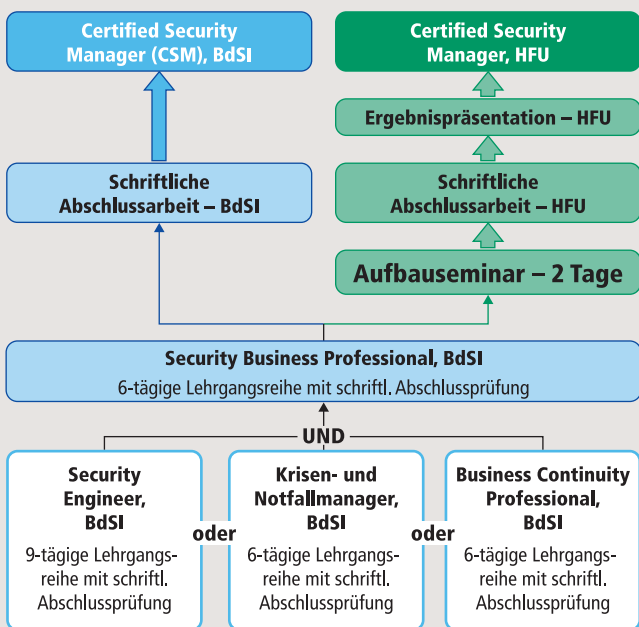 Certified Security
Manager (CSM), BdSI
Certified Security
Manager, HFU
Ergebnispräsentation – HFU
Schriftliche
Abschlussarbeit – BdSI
Schriftliche
Abschlussarbeit – HFU
Aufbauseminar – 2 Tage
Security Business Professional, BdSI
6-tägige Lehrgangsreihe mit schriftl. Abschlussprüfung
UND
Security
Engineer,
BdSI
9-tägige Lehrgangs-
reihe mit schriftl.
Abschlussprüfung
oder
Krisen- und
Notfallmanager,
BdSI
6-tägige Lehrgangs-
reihe mit schriftl.
Abschlussprüfung
oder
Business Continuity
Professional,
BdSI
6-tägige Lehrgangs-
reihe mit schriftl.
Abschlussprüfung